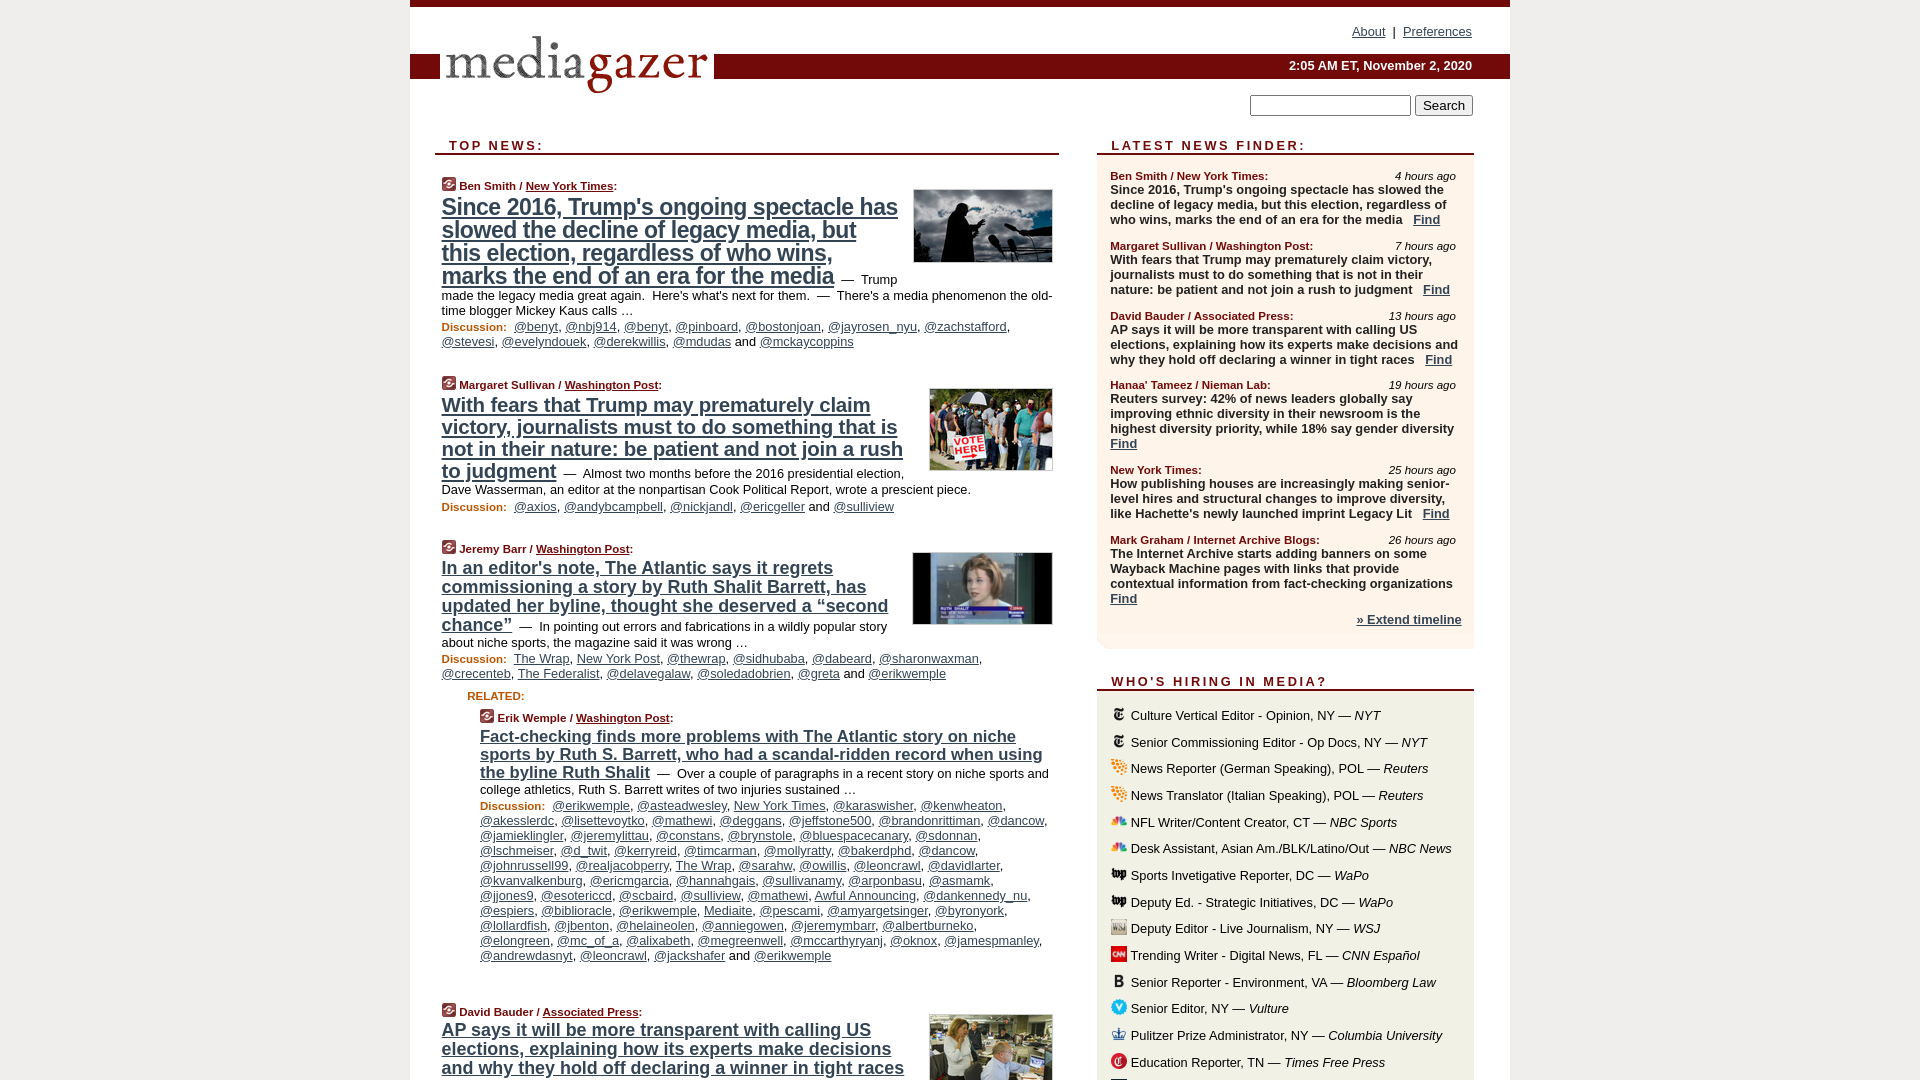 About | Preferences
mediagazer
2:05 AM ET, November 2, 2020
Search
TOP NEWS:
Ben Smith / New York Times:
Since 2016, Trump's ongoing spectacle has
slowed the decline of legacy media, but
this election, regardless of who wins,
marks the end of an era for the media — Trump
made the legacy media great again. Here's what's next for them. — There's a media phenomenon the old-
time blogger Mickey Kaus calls …
Discussion: @benyt, @nbj914, @benyt, @pinboard, @bostonjoan, @jayrosen_nyu, @zachstafford,
@stevesi, @evelyndouek, @derekwillis, @mdudas and @mckaycoppins
Margaret Sullivan / Washington Post:
With fears that Trump may prematurely claim
victory, journalists must to do something that is
not in their nature: be patient and not join a rush
to judgment — Almost two months before the 2016 presidential election,
Dave Wasserman, an editor at the nonpartisan Cook Political Report, wrote a prescient piece.
Discussion: @axios, @andybcampbell, @nickjandl, @ericgeller and @sulliview
VOTE
HERE
Jeremy Barr / Washington Post:
In an editor's note, The Atlantic says it regrets
commissioning a story by Ruth Shalit Barrett, has
updated her byline, thought she deserved a “second
chance” — In pointing out errors and fabrications in a wildly popular story
about niche sports, the magazine said it was wrong …
Discussion: The Wrap, New York Post, @thewrap, @sidhubaba, @dabeard, @sharonwaxman,
@crecenteb, The Federalist, @delavegalaw, @soledadobrien, @greta and @erikwemple
RUTH SHALIT
RELATED:
Erik Wemple / Washington Post:
Fact-checking finds more problems with The Atlantic story on niche
sports by Ruth S. Barrett, who had a scandal-ridden record when using
the byline Ruth Shalit — Over a couple of paragraphs in a recent story on niche sports and
college athletics, Ruth S. Barrett writes of two injuries sustained …
Discussion: @erikwemple, @asteadwesley, New York Times, @karaswisher, @kenwheaton,
@akesslerdc, @lisettevoytko, @mathewi, @deggans, @jeffstone500, @brandonrittiman, @dancow,
@jamieklingler, @jeremylittau, @constans, @brynstole, @bluespacecanary, @sdonnan,
@lschmeiser, @d_twit, @kerryreid, @timcarman, @mollyratty, @bakerdphd, @dancow,
@johnrussell99, @realjacobperry, The Wrap, @sarahw, @owillis, @leoncrawl, @davidlarter,
@kvanvalkenburg, @ericmgarcia, @hannahgais, @sullivanamy, @arponbasu, @asmamk,
@jjones9, @esotericcd, @scbaird, @sulliview, @mathewi, Awful Announcing, @dankennedy_nu,
@espiers, @biblioracle, @erikwemple, Mediaite, @pescami, @amyargetsinger, @byronyork,
@lollardfish, @jbenton, @helaineolen, @anniegowen, @jeremymbarr, @albertburneko,
@elongreen, @mc_of_a, @alixabeth, @megreenwell, @mccarthyryanj, @oknox, @jamespmanley,
@andrewdasnyt, @leoncrawl, @jackshafer and @erikwemple
David Bauder / Associated Press:
AP says it will be more transparent with calling US
elections, explaining how its experts make decisions
and why they hold off declaring a winner in tight races
LATEST NEWS FINDER:
Ben Smith / New York Times: 4 hours ago
Since 2016, Trump's ongoing spectacle has slowed the
decline of legacy media, but this election, regardless of
who wins, marks the end of an era for the media Find
Margaret Sullivan / Washington Post: 7 hours ago
With fears that Trump may prematurely claim victory,
journalists must to do something that is not in their
nature: be patient and not join a rush to judgment Find
David Bauder / Associated Press: 13 hours ago
AP says it will be more transparent with calling US
elections, explaining how its experts make decisions and
why they hold off declaring a winner in tight races Find
Hanaa' Tameez / Nieman Lab: 19 hours ago
Reuters survey: 42% of news leaders globally say
improving ethnic diversity in their newsroom is the
highest diversity priority, while 18% say gender diversity
Find
New York Times: 25 hours ago
How publishing houses are increasingly making senior-
level hires and structural changes to improve diversity,
like Hachette's newly launched imprint Legacy Lit Find
Mark Graham / Internet Archive Blogs: 26 hours ago
The Internet Archive starts adding banners on some
Wayback Machine pages with links that provide
contextual information from fact-checking organizations
Find
» Extend timeline
WHO'S HIRING IN MEDIA?
Culture Vertical Editor - Opinion, NY — NYT
Senior Commissioning Editor - Op Docs, NY — NYT
News Reporter (German Speaking), POL — Reuters
News Translator (Italian Speaking), POL — Reuters
NFL Writer/Content Creator, CT — NBC Sports
Desk Assistant, Asian Am./BLK/Latino/Out — NBC News
wp Sports Invetigative Reporter, DC — WaPo
wp Deputy Ed. - Strategic Initiatives, DC — WaPo
WSJ Deputy Editor - Live Journalism, NY — WSJ
CNN Trending Writer - Digital News, FL — CNN Español
B Senior Reporter - Environment, VA — Bloomberg Law
Senior Editor, NY — Vulture
Pulitzer Prize Administrator, NY — Columbia University
Education Reporter, TN — Times Free Press